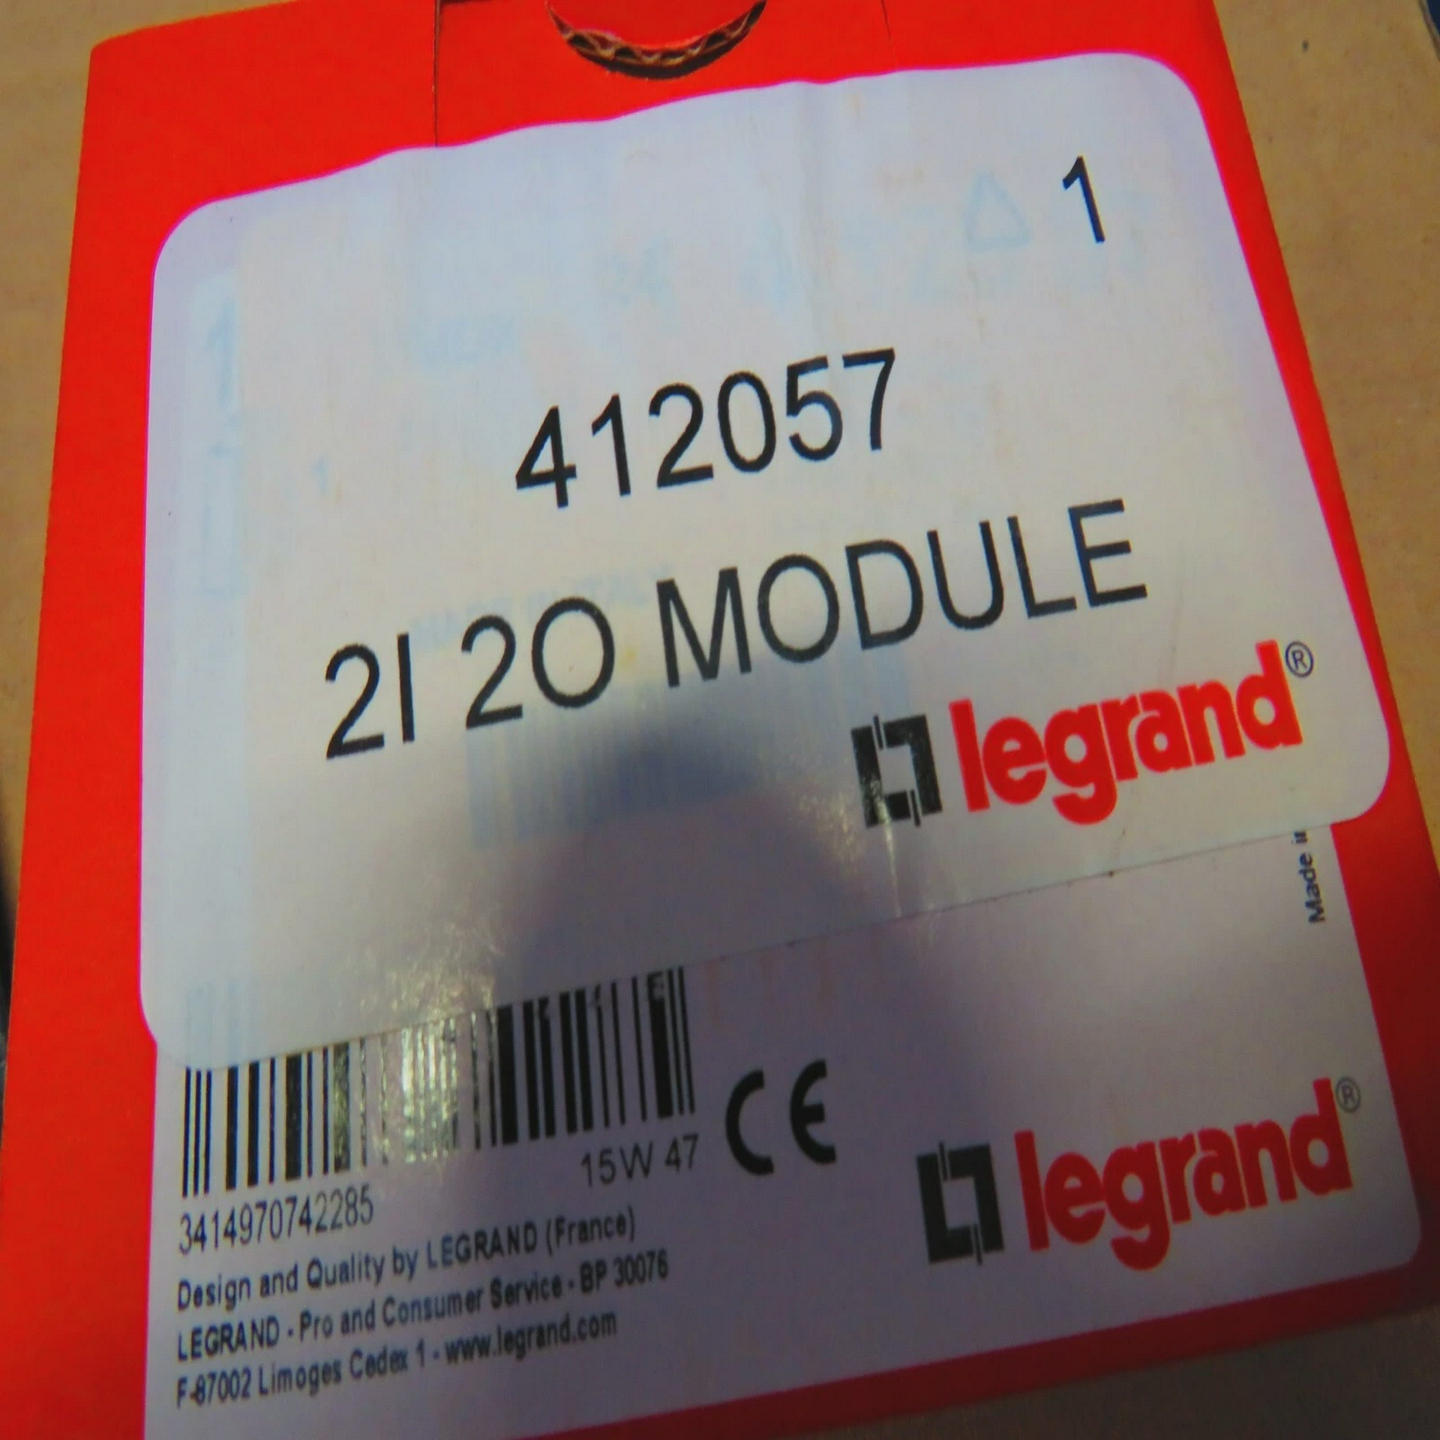 1
412057
2I 2O MODULE
legrand®
Made in
15W 47
3414970742285
CE
legrand®
Design and Quality by LEGRAND (France)
LEGRAND - Pro and Consumer Service - BP 30076
F-87002 Limoges Cedex 1 - www.legrand.com